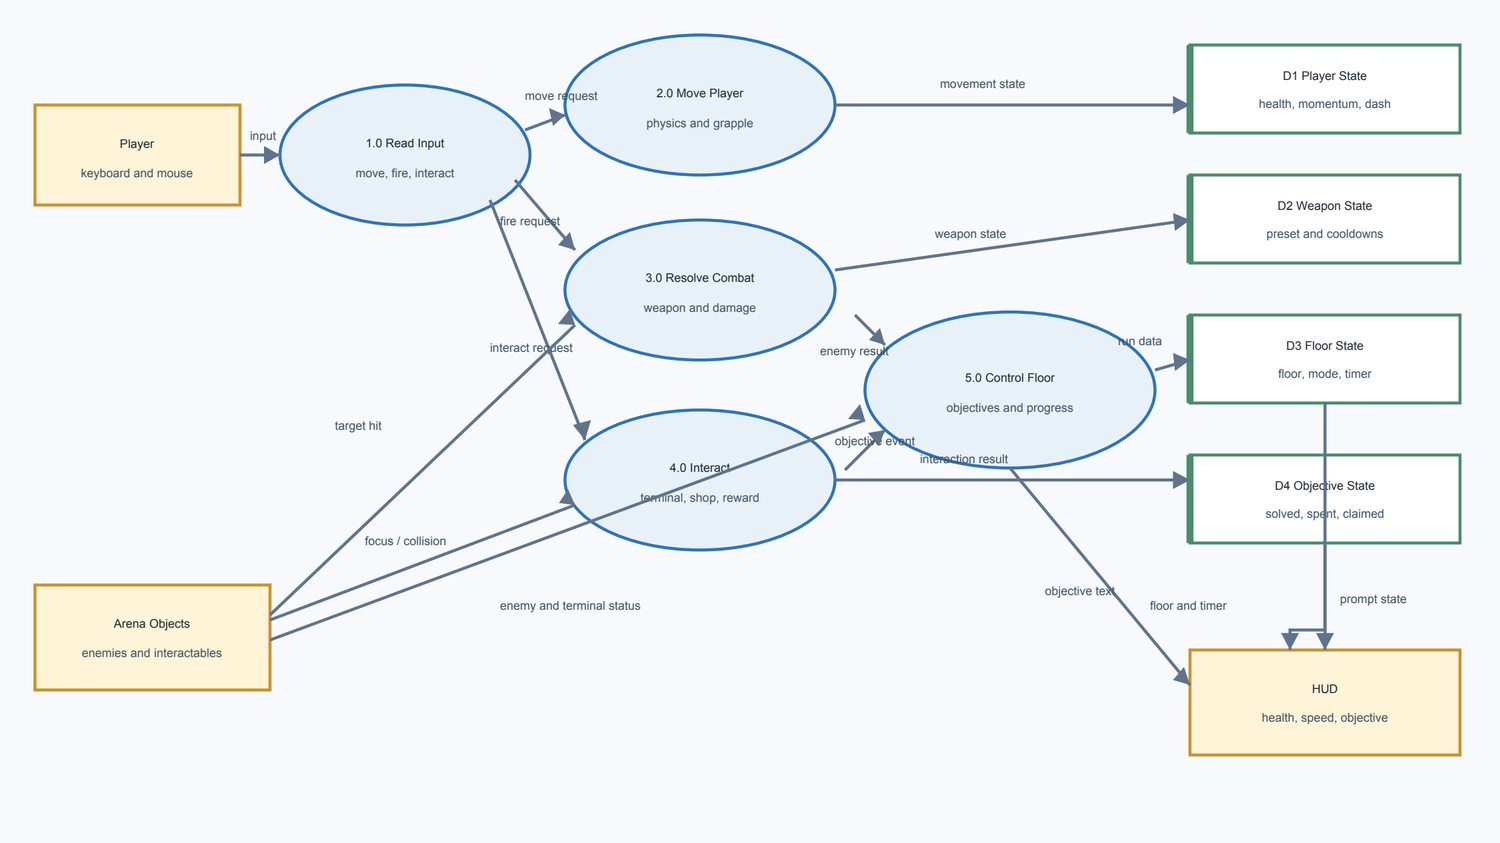 Player
keyboard and mouse
input
1.0 Read Input
move, fire, interact
move request
2.0 Move Player
physics and grapple
movement state
D1 Player State
health, momentum, dash
fire request
3.0 Resolve Combat
weapon and damage
weapon state
D2 Weapon State
preset and cooldowns
interact request
enemy result
5.0 Control Floor
objectives and progress
run data
D3 Floor State
floor, mode, timer
target hit
4.0 Interact
terminal, shop, reward
objective event
interaction result
D4 Objective State
solved, spent, claimed
focus / collision
enemy and terminal status
objective text
floor and timer
prompt state
Arena Objects
enemies and interactables
HUD
health, speed, objective